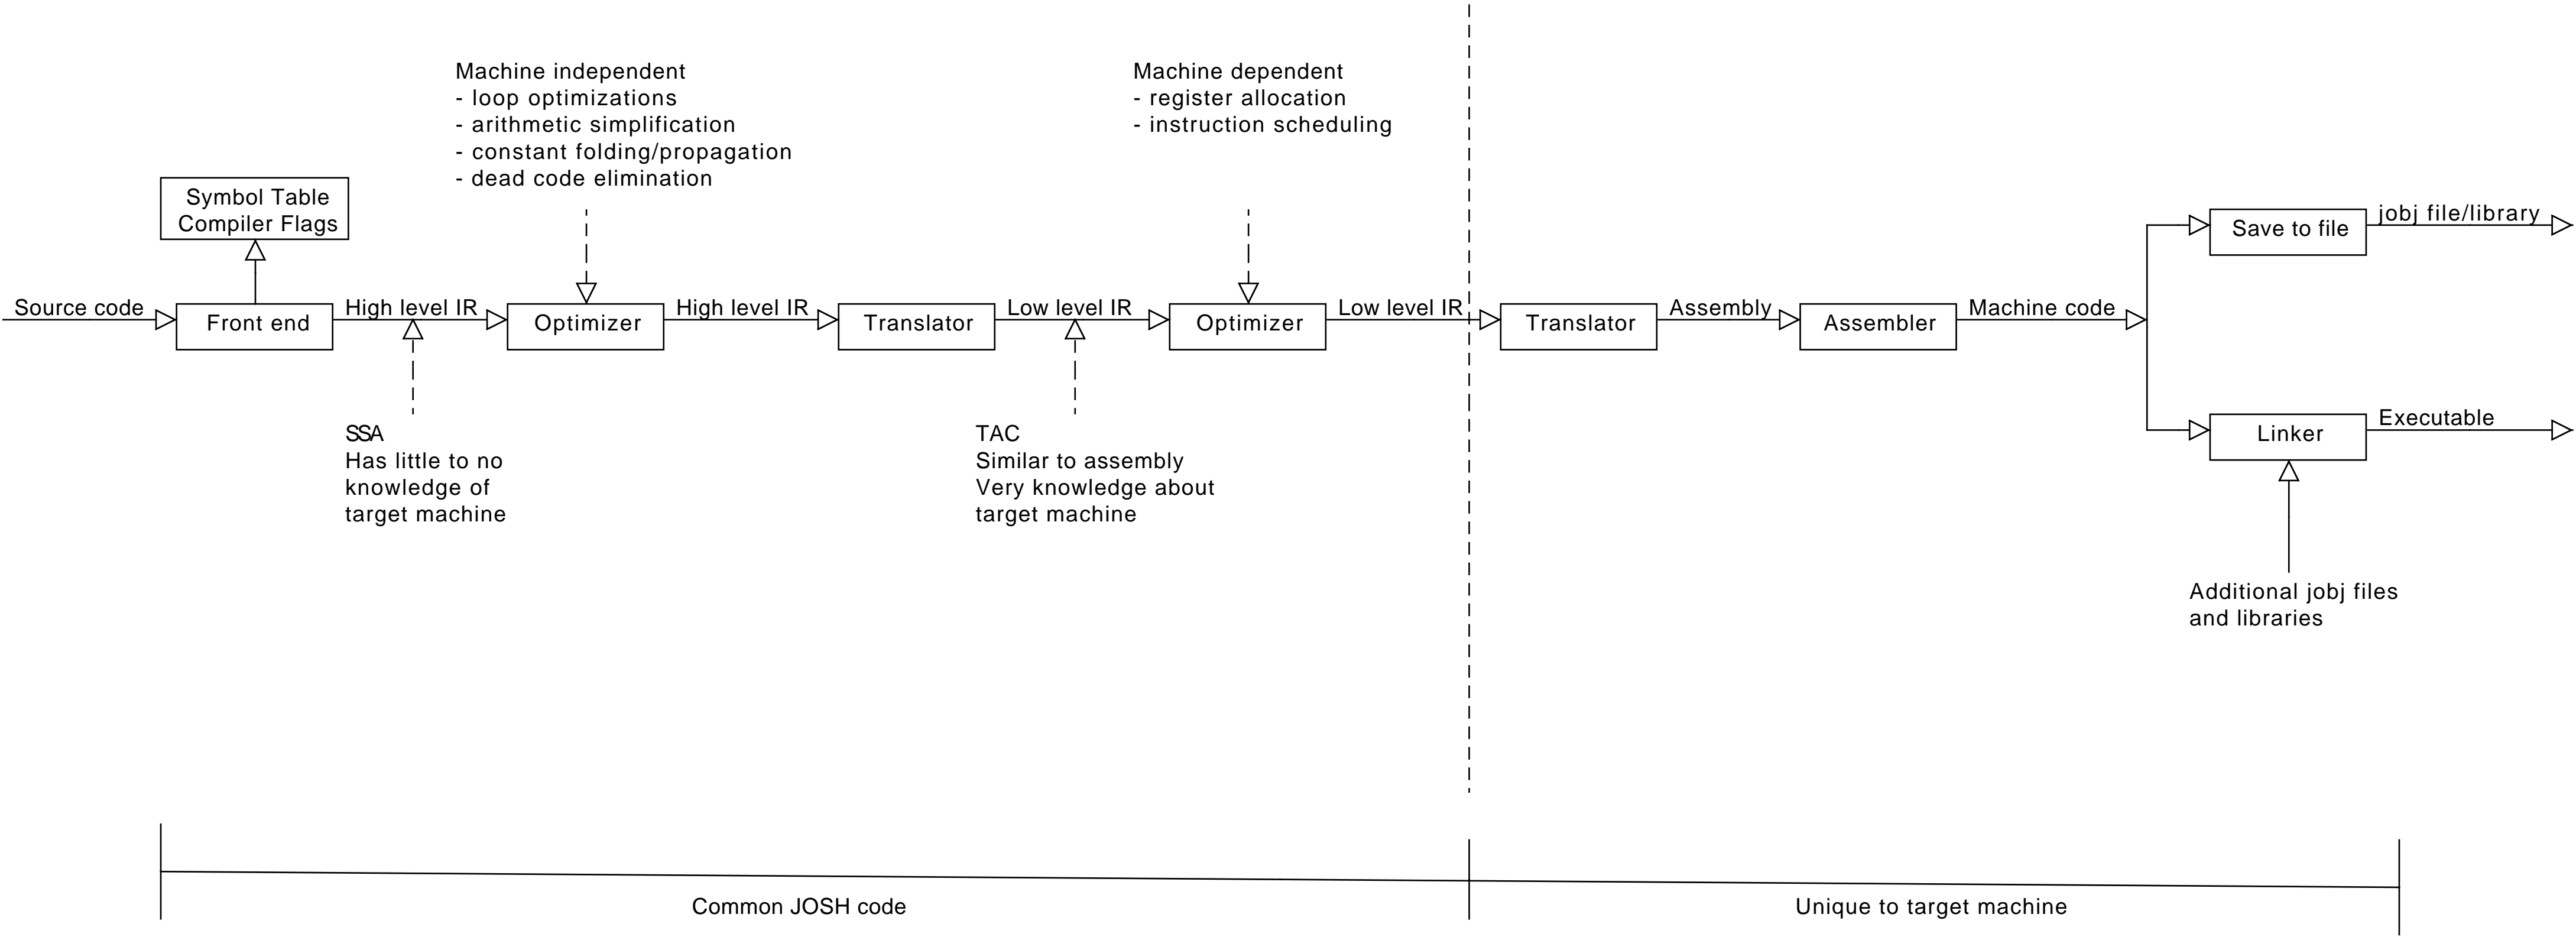 Machine independent
- loop optimizations
- arithmetic simplification
- constant folding/propagation
- dead code elimination
Machine dependent
- register allocation
- instruction scheduling
Symbol Table
Compiler Flags
Save to file
jobj file/library
Source code
Front end
High level IR
Optimizer
High level IR
Translator
Low level IR
Optimizer
Low level IR
Translator
Assembly
Assembler
Machine code
Linker
Executable
SSA
Has little to no
knowledge of
target machine
TAC
Similar to assembly
Very knowledge about
target machine
Additional jobj files
and libraries
Common JOSH code
Unique to target machine